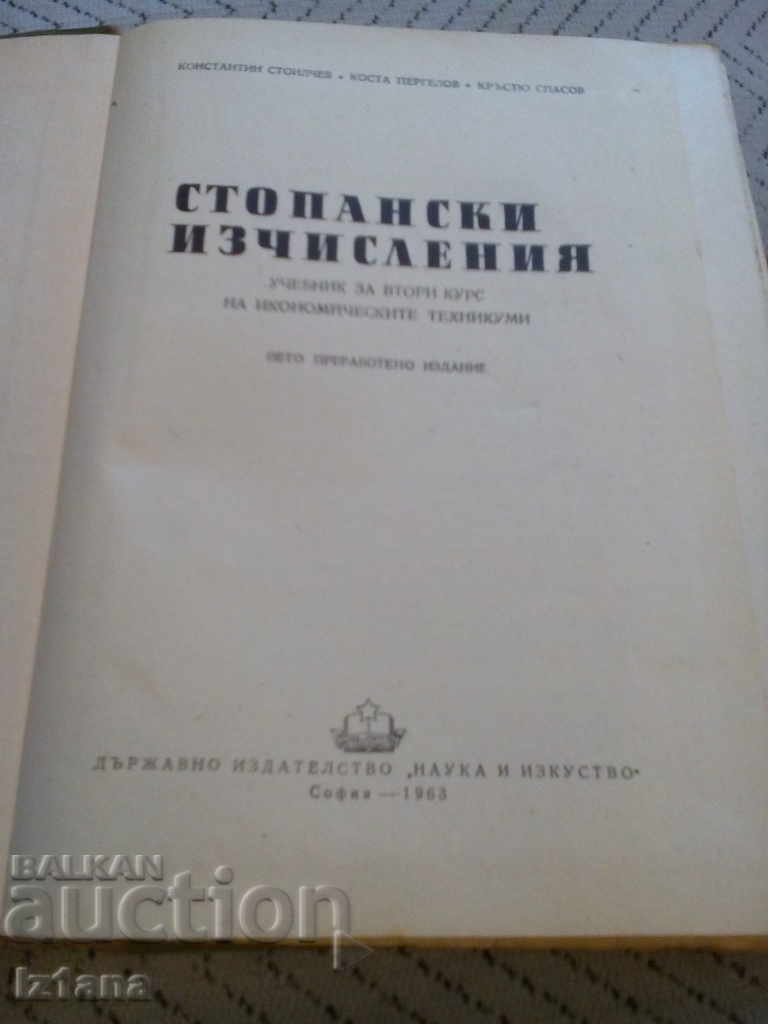 КОНСТАНТИН СТОИЛЧЕВ • КОСТА ПЕРГЕЛОВ • КРЪСТЮ СПАСОВ
СТОПАНСКИ
ИЗЧИСЛЕНИЯ
УЧЕБНИК ЗА ВТОРИ КУРС
НА ИКОНОМИЧЕСКИТЕ ТЕХНИКУМИ
ПЕТО ПРЕРАБОТЕНО ИЗДАНИЕ
ДЪРЖАВНО ИЗДАТЕЛСТВО „НАУКА И ИЗКУСТВО"
София — 1963
BALKAN
auction
Iz1ana